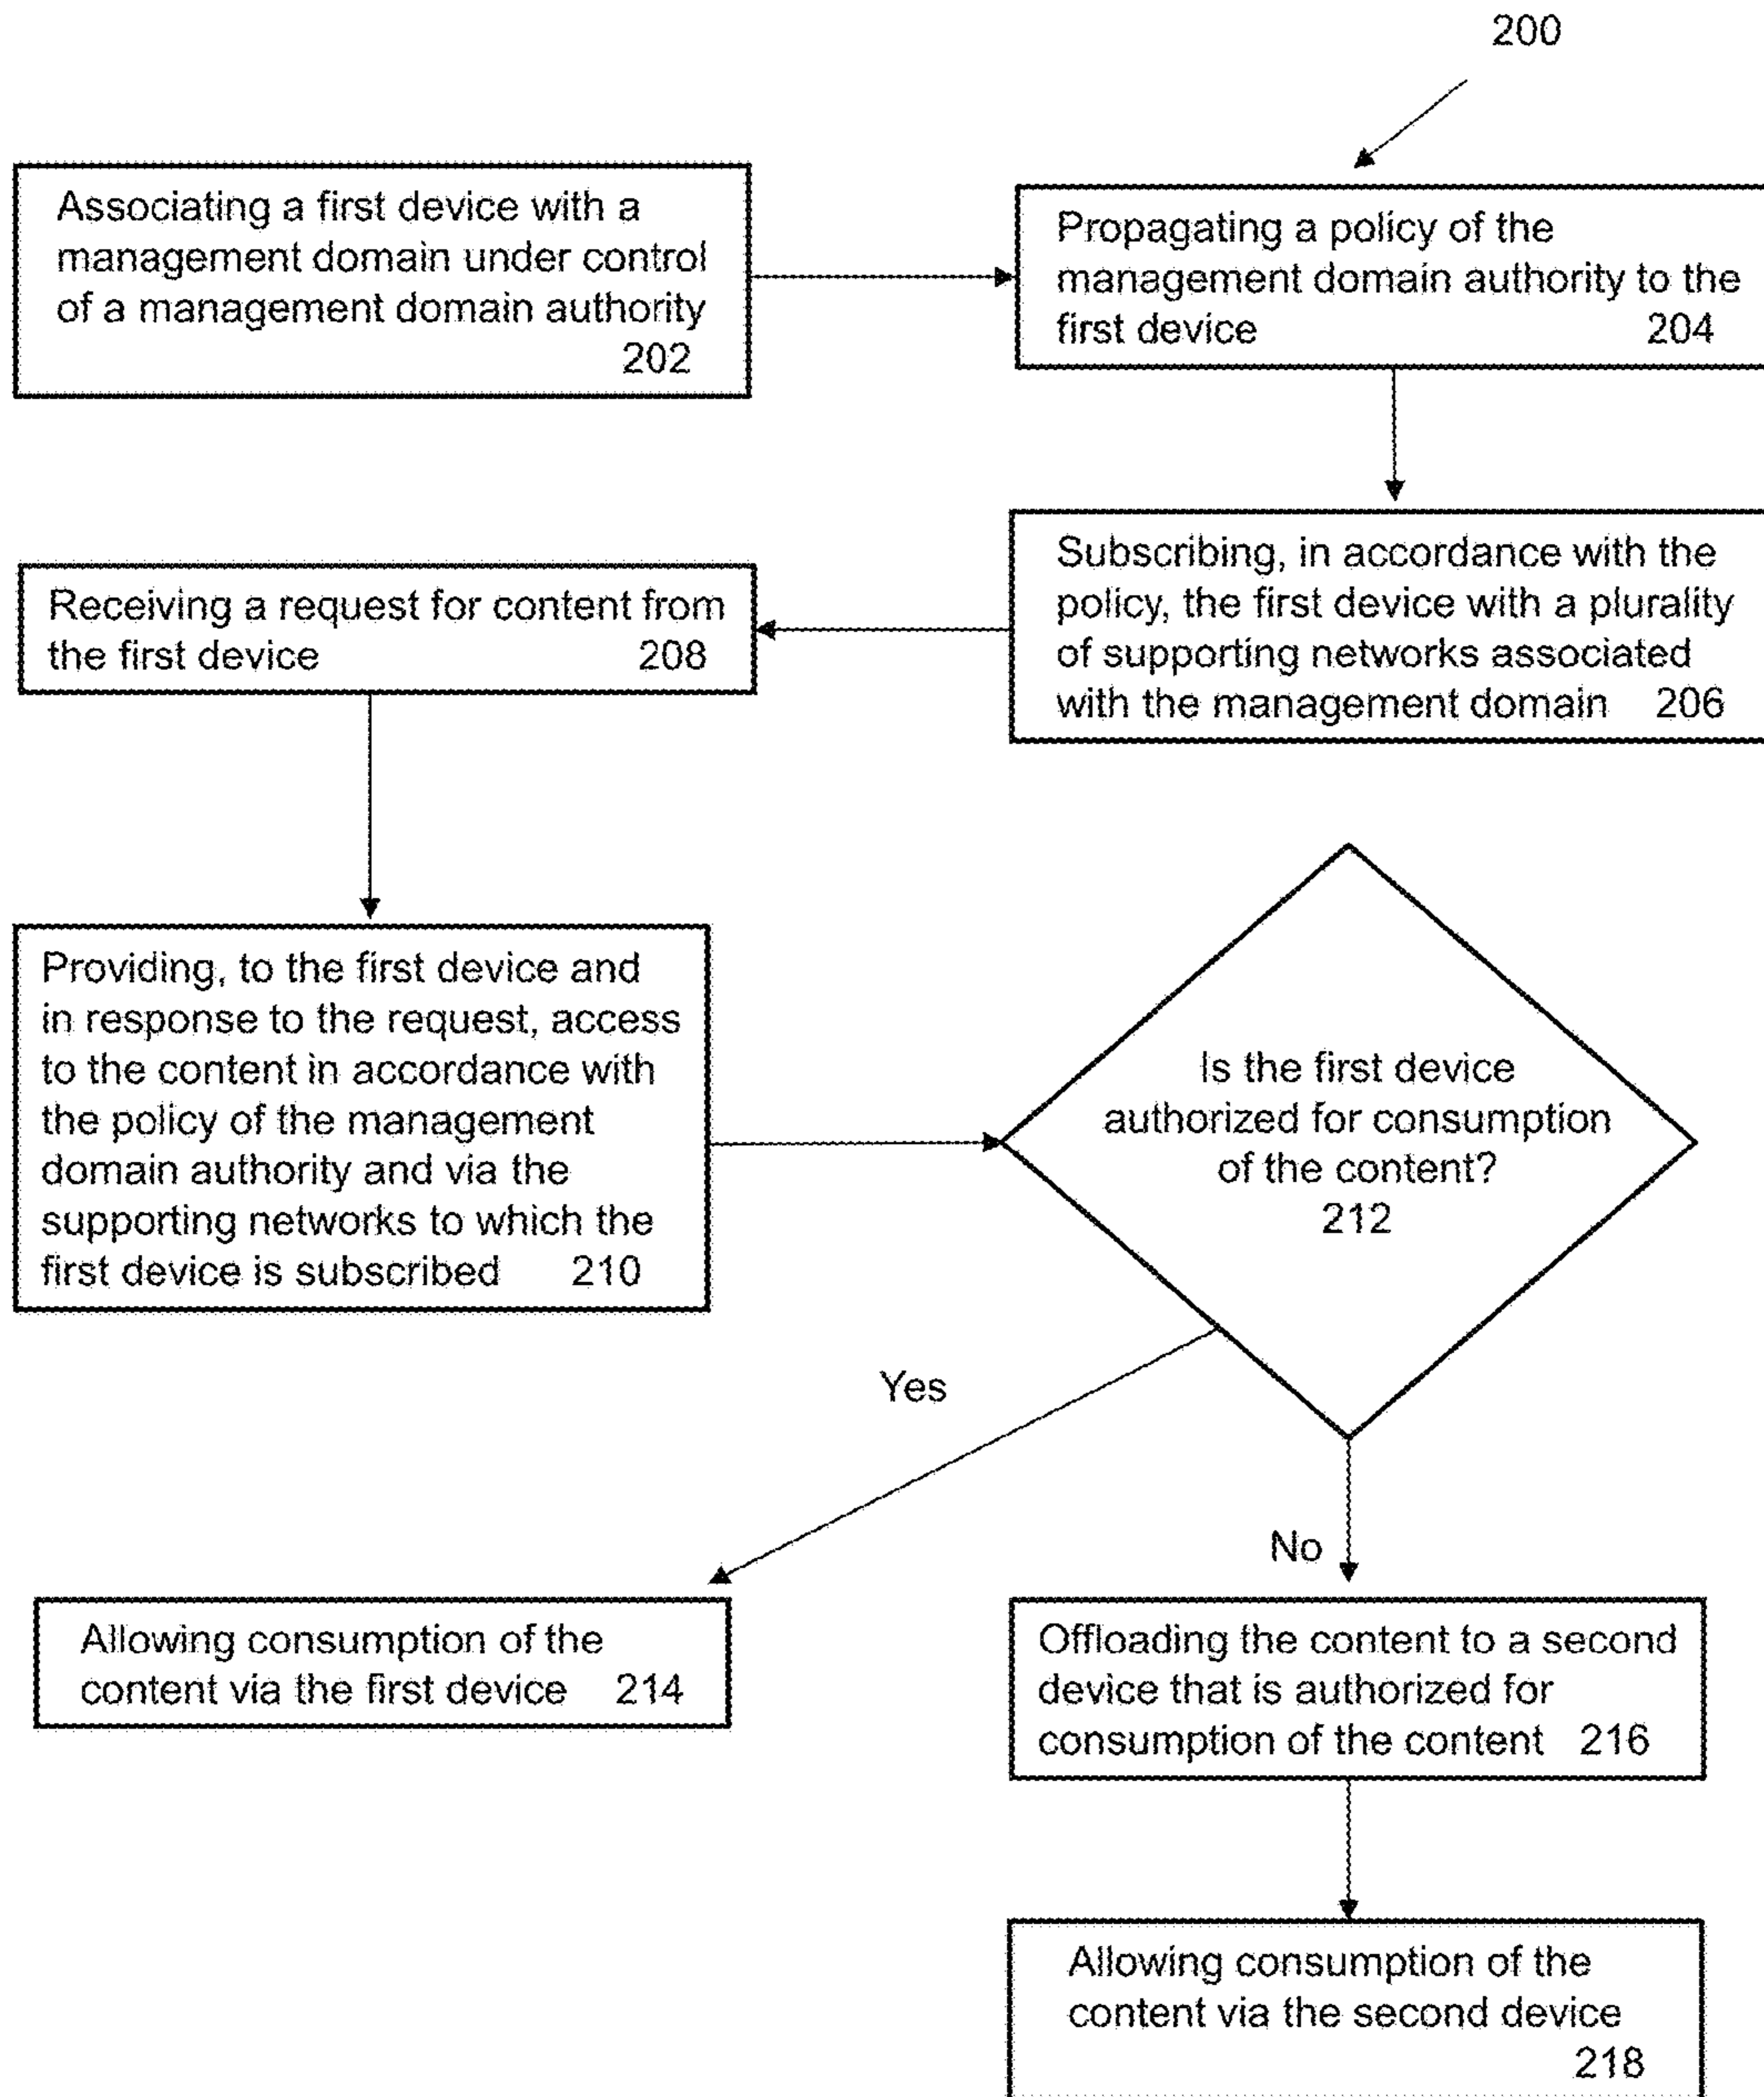 200
Associating a first device with a
management domain under control
of a management domain authority
202
Propagating a policy of the
management domain authority to the
first device 204
Subscribing, in accordance with the
policy, the first device with a plurality
of supporting networks associated
with the management domain 206
Receiving a request for content from
the first device 208
Providing, to the first device and
in response to the request, access
to the content in accordance with
the policy of the management
domain authority and via the
supporting networks to which the
first device is subscribed 210
Is the first device
authorized for consumption
of the content?
212
Yes
No
Allowing consumption of the
content via the first device 214
Offloading the content to a second
device that is authorized for
consumption of the content 216
Allowing consumption of the
content via the second device
218